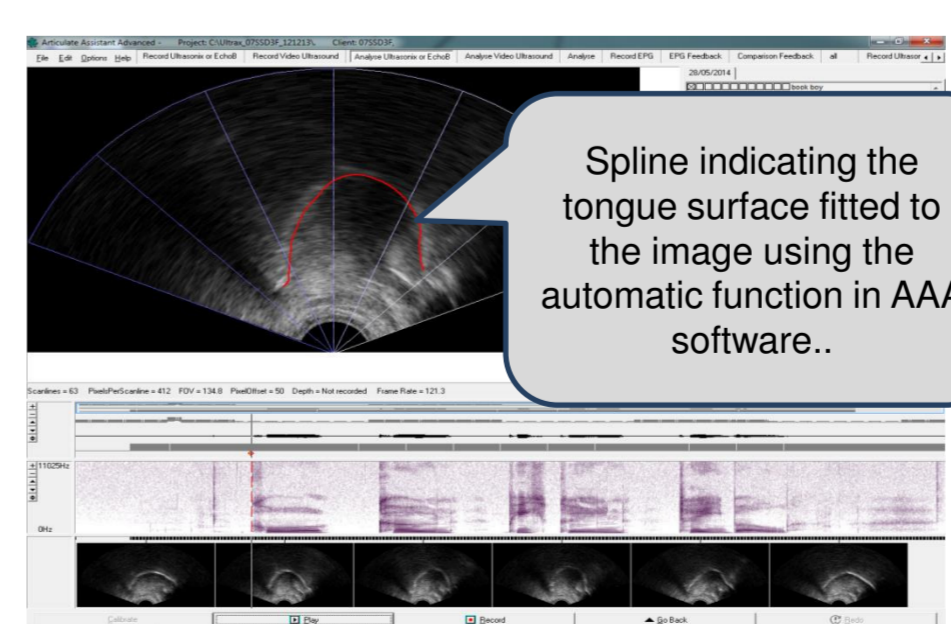 Articulate Assistant Advanced - Project: C:\Ultrax_07SSD3F_121213\. Client: 07SSD3F,
File Edit Options Help Record Ultrasonix or EchoB Record Video Ultrasound Analyse Ultrasonix or EchoB Analyse Video Ultrasound Analyse Record EPG EPG Feedback Comparison Feedback all Record Ultrasor
28/05/2014
book boy
Spline indicating the
tongue surface fitted to
the image using the
automatic function in AAA
software..
Scanlines = 63 PixelsPerScanline = 412 FOV = 134.8 PixelOffset = 50 Depth = Not recorded Frame Rate = 121.3
11025Hz
0Hz
Calibrate Play Record Go Back Redo